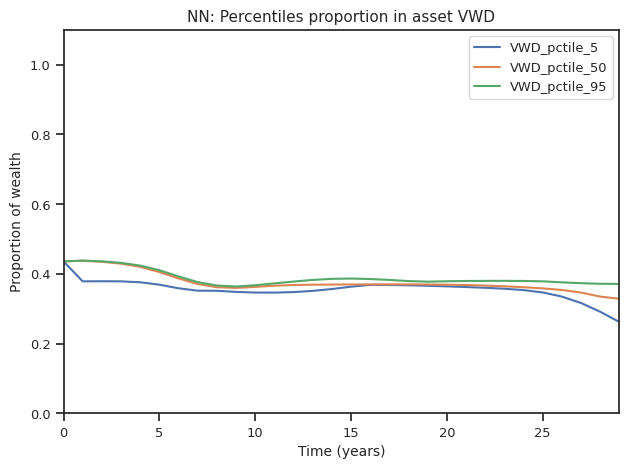 NN: Percentiles proportion in asset VWD
VWD_pctile_5
VWD_pctile_50
VWD_pctile_95
Proportion of wealth
1.0
0.8
0.6
0.4
0.2
0.0
0 5 10 15 20 25
Time (years)